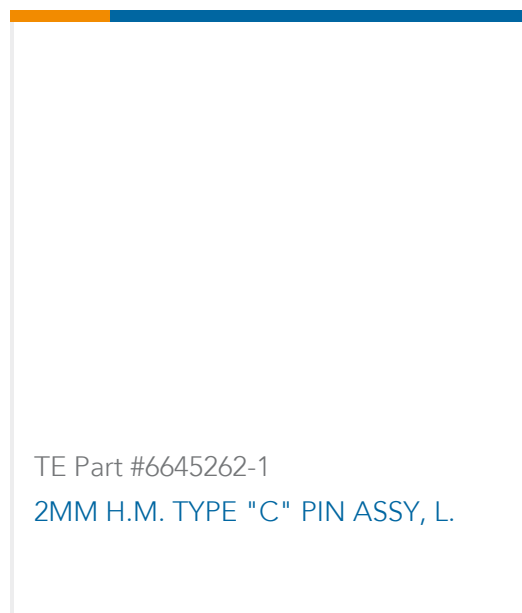 TE Part #6645262-1
2MM H.M. TYPE "C" PIN ASSY, L.